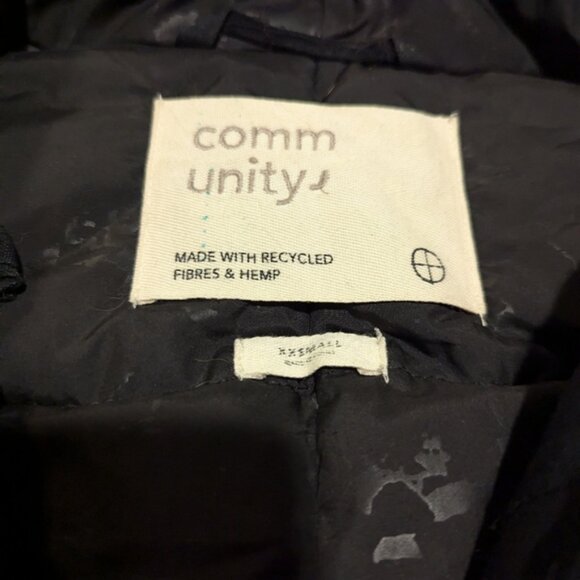 comm
unity
MADE WITH RECYCLED
FIBRES & HEMP
XXSMALL